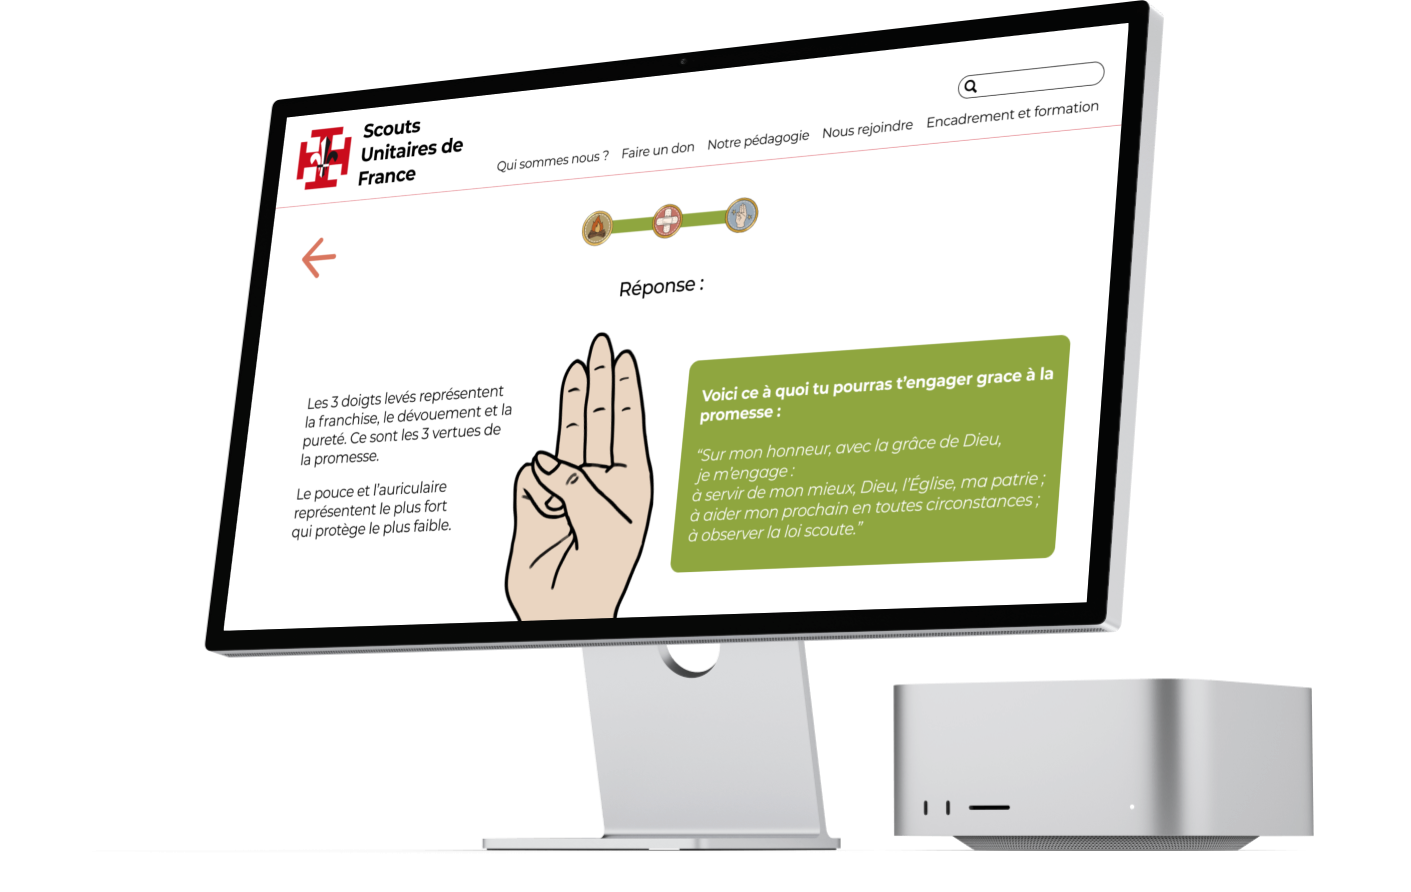 Scouts
Unitaires de
France
Qui sommes nous ?
Faire un don
Notre pédagogie
Nous rejoindre
Encadrement et formation
Réponse :
Les 3 doigts levés représentent
la franchise, le dévouement et la
pureté. Ce sont les 3 vertues de
la promesse.
Le pouce et l’auriculaire
représentent le plus fort
qui protège le plus faible.
Voici ce à quoi tu pourras t’engager grace à la
promesse :
“Sur mon honneur, avec la grâce de Dieu,
je m’engage :
à servir de mon mieux, Dieu, l’Église, ma patrie ;
à aider mon prochain en toutes circonstances ;
à observer la loi scoute.”